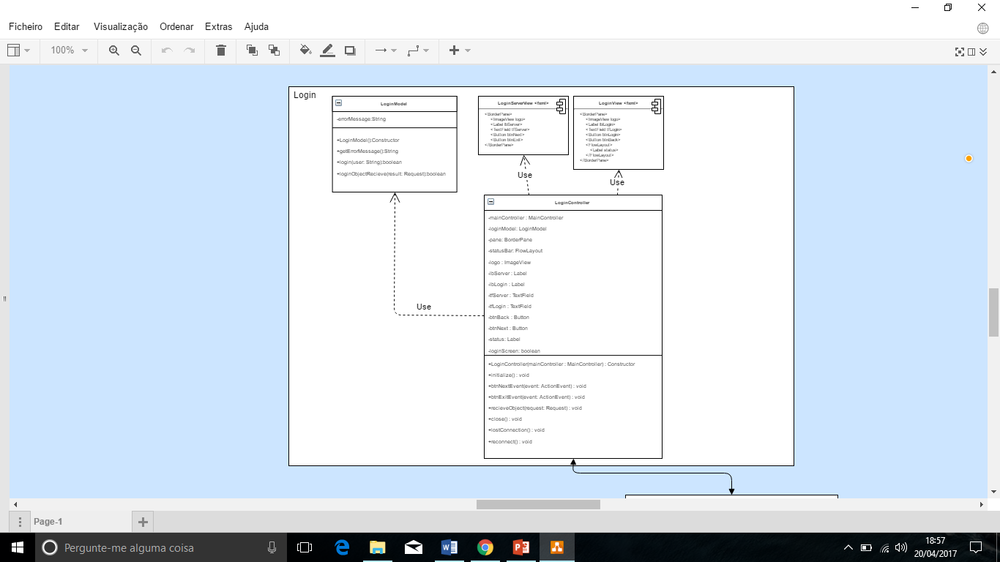 Ficheiro Editar Visualização Ordenar Extras Ajuda
100%
Login
LoginModel
-errorMessage:String
+LoginModel():Constructor
+getErrorMessage():String
+login(user: String):boolean
+loginObjectRecieve(result: Request):boolean
LoginServerView <fxml>
<BorderPane>
<ImageView logo>
<Label lbServer>
<TextField tfServer>
<Button btnNext>
<Button btnExit>
</BorderPane>
LoginView <fxml>
<BorderPane>
<ImageView logo>
<Label lblLogin>
<TextField tfLogin>
<Button btnLogin>
<Button btnBack>
<FlowLayout>
<Label status>
</FlowLayout>
</BorderPane>
Use
Use
Use
LoginController
-mainController : MainController
-loginModel: LoginModel
-pane: BorderPane
-statusBar: FlowLayout
-logo : ImageView
-lbServer : Label
-lbLogin : Label
-tfServer : TextField
-tfLogin : TextField
-btnBack : Button
-btnNext : Button
-status: Label
-loginScreen: boolean
+LoginController(mainController : MainController) : Constructor
+initialize() : void
+btnNextEvent(event: ActionEvent) : void
+btnExitEvent(event: ActionEvent) : void
+recieveObject(request: Request) : void
+close() : void
+lostConnection() : void
+reconnect() : void
Page-1
Pergunte-me alguma coisa
18:57
20/04/2017